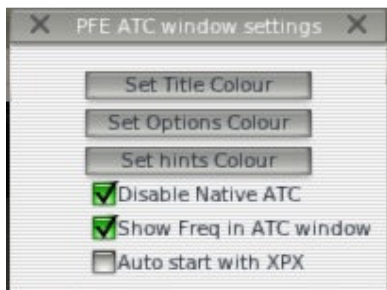 PFE ATC window settings
Set Title Colour
Set Options Colour
Set hints Colour
Disable Native ATC
Show Freq in ATC window
Auto start with XPX